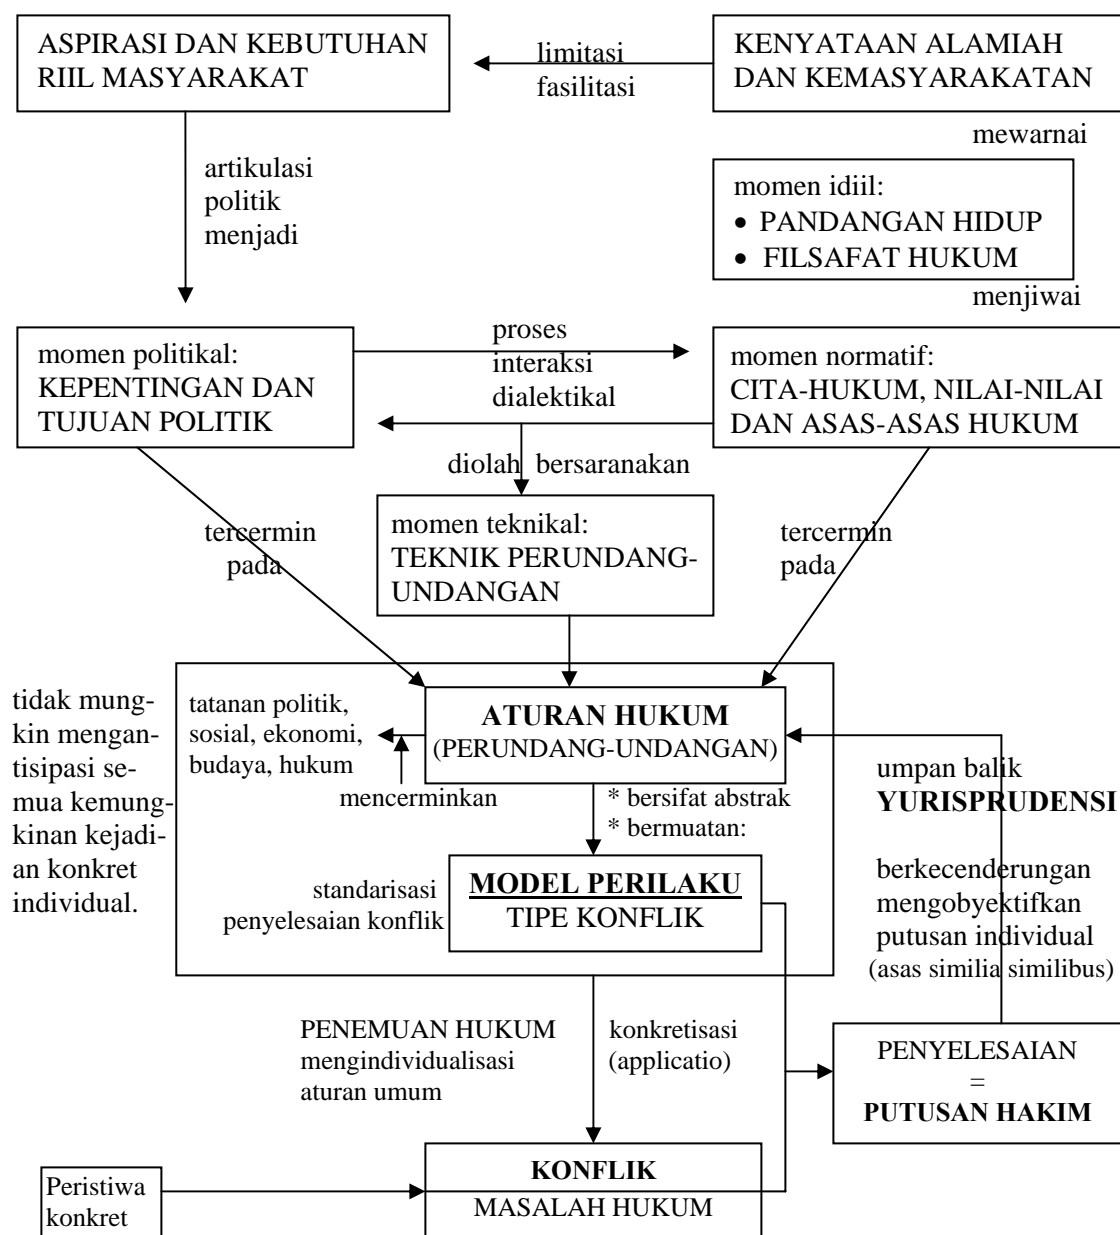 ASPIRASI DAN KEBUTUHAN
RIIL MASYARAKAT
limitasi
fasilitasi
KENYATAAN ALAMIAH
DAN KEMASYARAKATAN
mewarnai
artikulasi
politik
menjadi
momen idiil:
• PANDANGAN HIDUP
• FILSAFAT HUKUM
menjiwai
momen politikal:
KEPENTINGAN DAN
TUJUAN POLITIK
proses
interaksi
dialektikal
momen normatif:
CITA-HUKUM, NILAI-NILAI
DAN ASAS-ASAS HUKUM
diolah bersaranakan
tercermin
pada
momen teknikal:
TEKNIK PERUNDANG-
UNDANGAN
tercermin
pada
tidak mung-
kin mengan-
tisipasi se-
mua kemung-
kinan kejadi-
an konkret
individual.
tatanan politik,
sosial, ekonomi,
budaya, hukum
mencerminkan
ATURAN HUKUM
(PERUNDANG-UNDANGAN)
* bersifat abstrak
* bermuatan:
umpan balik
YURISPRUDENSI
standarisasi
penyelesaian konflik
MODEL PERILAKU
TIPE KONFLIK
berkecenderungan
mengobyektifkan
putusan individual
(asas similia similibus)
PENEMUAN HUKUM
mengindividualisasi
aturan umum
konkretisasi
(applicatio)
PENYELESAIAN
=
PUTUSAN HAKIM
Peristiwa
konkret
KONFLIK
MASALAH HUKUM